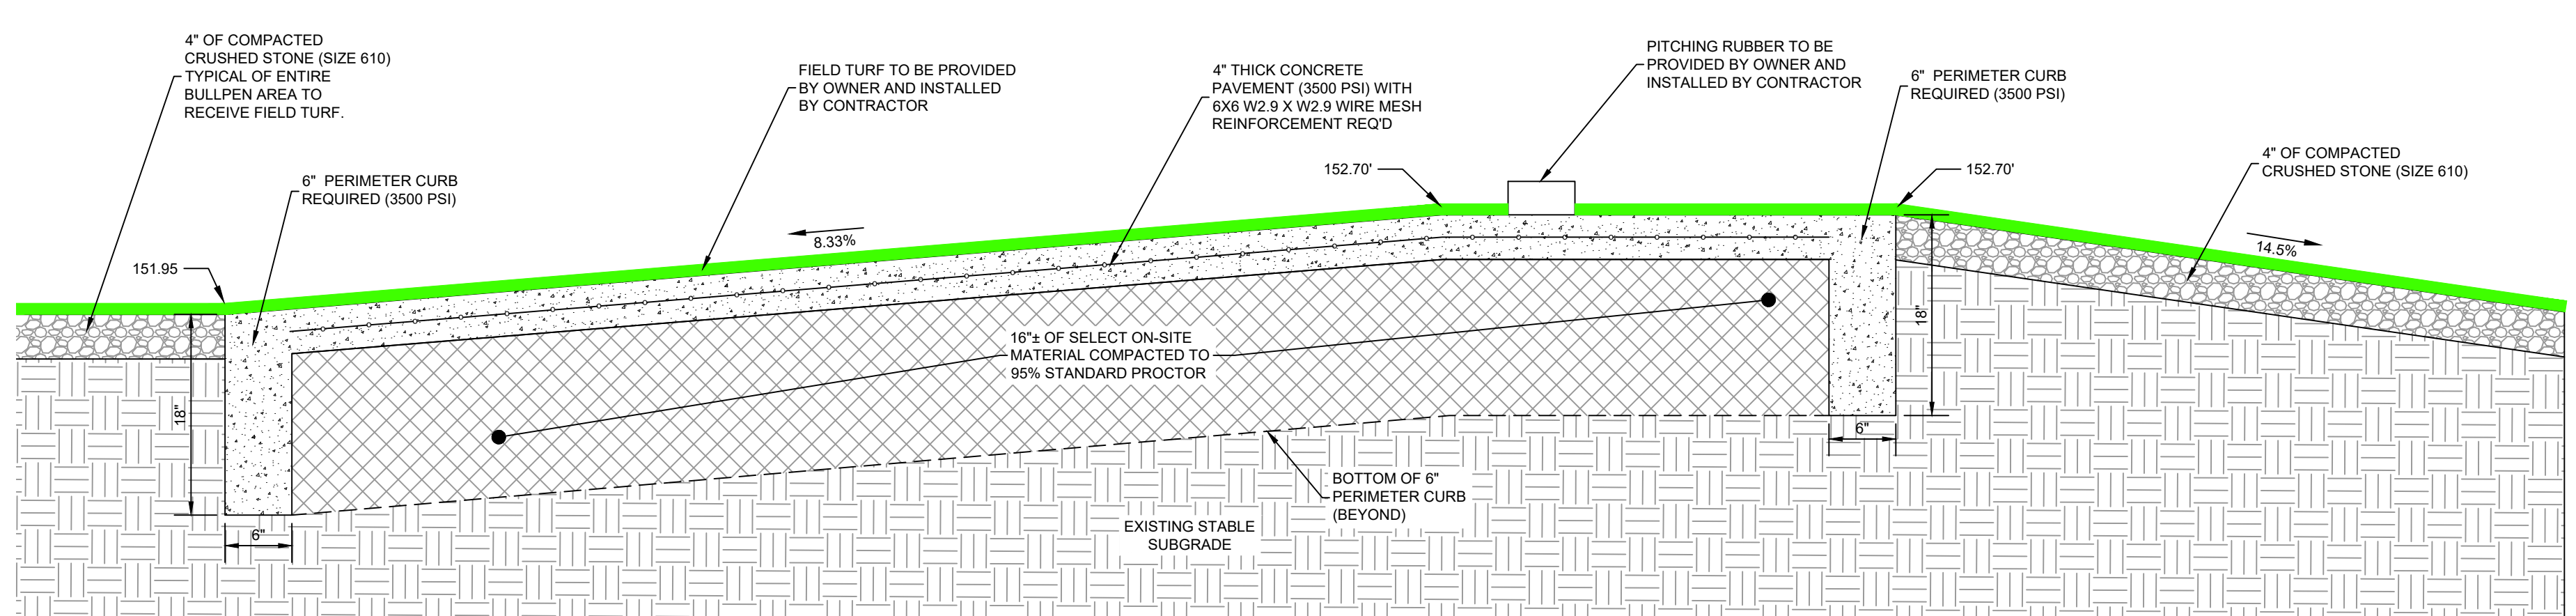 4" OF COMPACTED
CRUSHED STONE (SIZE 610)
TYPICAL OF ENTIRE
BULLPEN AREA TO
RECEIVE FIELD TURF.
6"  PERIMETER CURB
REQUIRED (3500 PSI)
FIELD TURF TO BE PROVIDED
BY OWNER AND INSTALLED
BY CONTRACTOR
4" THICK CONCRETE
PAVEMENT (3500 PSI) WITH
6X6 W2.9 X W2.9 WIRE MESH
REINFORCEMENT REQ'D
PITCHING RUBBER TO BE
PROVIDED BY OWNER AND
INSTALLED BY CONTRACTOR
6"  PERIMETER CURB
REQUIRED (3500 PSI)
4" OF COMPACTED
CRUSHED STONE (SIZE 610)
152.70'
152.70'
151.95
8.33%
14.5%
16"± OF SELECT ON-SITE
MATERIAL COMPACTED TO
95% STANDARD PROCTOR
18"
18"
6"
6"
BOTTOM OF 6"
PERIMETER CURB
(BEYOND)
EXISTING STABLE
SUBGRADE